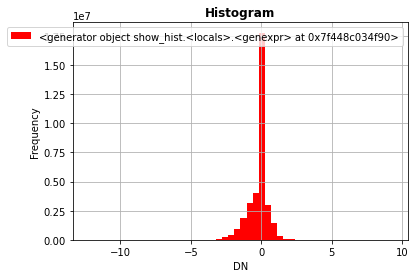 Histogram
1e7
<generator object show_hist.<locals>.<genexpr> at 0x7f448c034f90>
1.50
1.25
1.00
0.75
0.50
0.25
0.00
Frequency
−10
−5
0
5
10
DN